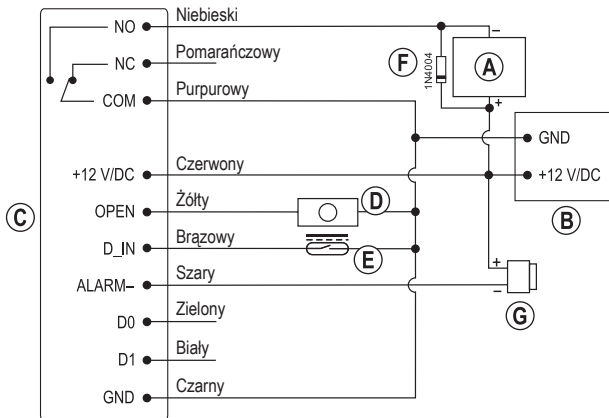 NO Niebieski
NC Pomarańczowy
COM Purpurowy
+12 V/DC Czerwony
OPEN Żółty
D_IN Brązowy
ALARM– Szary
D0 Zielony
D1 Biały
GND Czarny
C
F
1N4004
–
A
+
GND
+12 V/DC
B
D
E
+
–
G